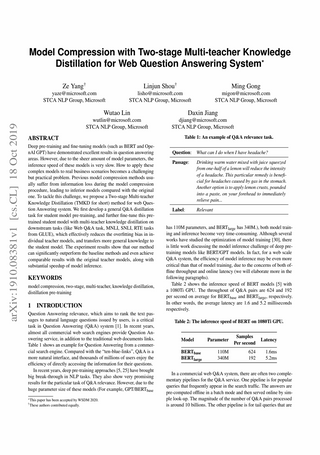 Model Compression with Two-stage Multi-teacher Knowledge
Distillation for Web Question Answering System*
Ze Yang†
yaze@microsoft.com
STCA NLP Group, Microsoft
Linjun Shou†
lisho@microsoft.com
STCA NLP Group, Microsoft
Ming Gong
migon@microsoft.com
STCA NLP Group, Microsoft
Wutao Lin
wutlin@microsoft.com
STCA NLP Group, Microsoft
Daxin Jiang
djiang@microsoft.com
STCA NLP Group, Microsoft
arXiv:1910.08381v1 [cs.CL] 18 Oct 2019
ABSTRACT
Deep pre-training and fine-tuning models (such as BERT and Ope-
nAI GPT) have demonstrated excellent results in question answering
areas. However, due to the sheer amount of model parameters, the
inference speed of these models is very slow. How to apply these
complex models to real business scenarios becomes a challenging
but practical problem. Previous model compression methods usu-
ally suffer from information loss during the model compression
procedure, leading to inferior models compared with the original
one. To tackle this challenge, we propose a Two-stage Multi-teacher
Knowledge Distillation (TMKD for short) method for web Ques-
tion Answering system. We first develop a general Q&A distillation
task for student model pre-training, and further fine-tune this pre-
trained student model with multi-teacher knowledge distillation on
downstream tasks (like Web Q&A task, MNLI, SNLI, RTE tasks
from GLUE), which effectively reduces the overfitting bias in in-
dividual teacher models, and transfers more general knowledge to
the student model. The experiment results show that our method
can significantly outperform the baseline methods and even achieve
comparable results with the original teacher models, along with
substantial speedup of model inference.
KEYWORDS
model compression, two-stage, multi-teacher, knowledge distillation,
distillation pre-training
1 INTRODUCTION
Question Answering relevance, which aims to rank the text pas-
sages to natural language questions issued by users, is a critical
task in Question Answering (Q&A) system [1]. In recent years,
almost all commercial web search engines provide Question An-
swering service, in addition to the traditional web documents links.
Table 1 shows an example for Question Answering from a commer-
cial search engine. Compared with the "ten-blue-links", Q&A is a
more natural interface, and thousands of millions of users enjoy the
efficiency of directly accessing the information for their questions.
In recent years, deep pre-training approaches [5, 25] have brought
big break-through in NLP tasks. They also show very promising
results for the particular task of Q&A relevance. However, due to the
huge parameter size of these models (For example, GPT/BERTbase
*This paper has been accepted by WSDM 2020.
†These authors contributed equally.
Table 1: An example of Q&A relevance task.
Question: What can I do when I have headache?
Passage: Drinking warm water mixed with juice squeezed
from one-half of a lemon will reduce the intensity
of a headache. This particular remedy is benefi-
cial for headaches caused by gas in the stomach.
Another option is to apply lemon crusts, pounded
into a paste, on your forehead to immediately
relieve pain...
Label: Relevant
has 110M parameters, and BERTlarge has 340M), both model train-
ing and inference become very time-consuming. Although several
works have studied the optimization of model training [30], there
is little work discussing the model inference challenge of deep pre-
training models like BERT/GPT models. In fact, for a web scale
Q&A system, the efficiency of model inference may be even more
critical than that of model training, due to the concerns of both of-
fline throughput and online latency (we will elaborate more in the
following paragraphs).
Table 2 shows the inference speed of BERT models [5] with
a 1080Ti GPU. The throughput of Q&A pairs are 624 and 192
per second on average for BERTbase and BERTlarge, respectively.
In other words, the average latency are 1.6 and 5.2 milliseconds
respectively.
Table 2: The inference speed of BERT on 1080Ti GPU.
Model Parameter Samples Per second Latency
BERTbase 110M 624 1.6ms
BERTlarge 340M 192 5.2ms
In a commercial web Q&A system, there are often two comple-
mentary pipelines for the Q&A service. One pipeline is for popular
queries that frequently appear in the search traffic. The answers are
pre-computed offline in a batch mode and then served online by sim-
ple look-up. The magnitude of the number of Q&A pairs processed
is around 10 billions. The other pipeline is for tail queries that are